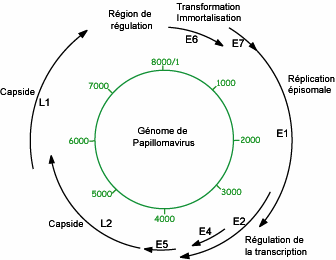 Transformation
Immortalisation
Région de
régulation
E6
E7
8000/1
1000
7000
Réplication
épisomale
Capside
L1
E1
Génome de
Papillomavirus
6000
2000
5000
3000
4000
Capside
L2
E2
E4
E5
Régulation de
la transcription